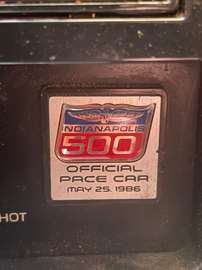 INDIANAPOLIS
500
OFFICIAL
PACE CAR
MAY 25, 1986
HOT